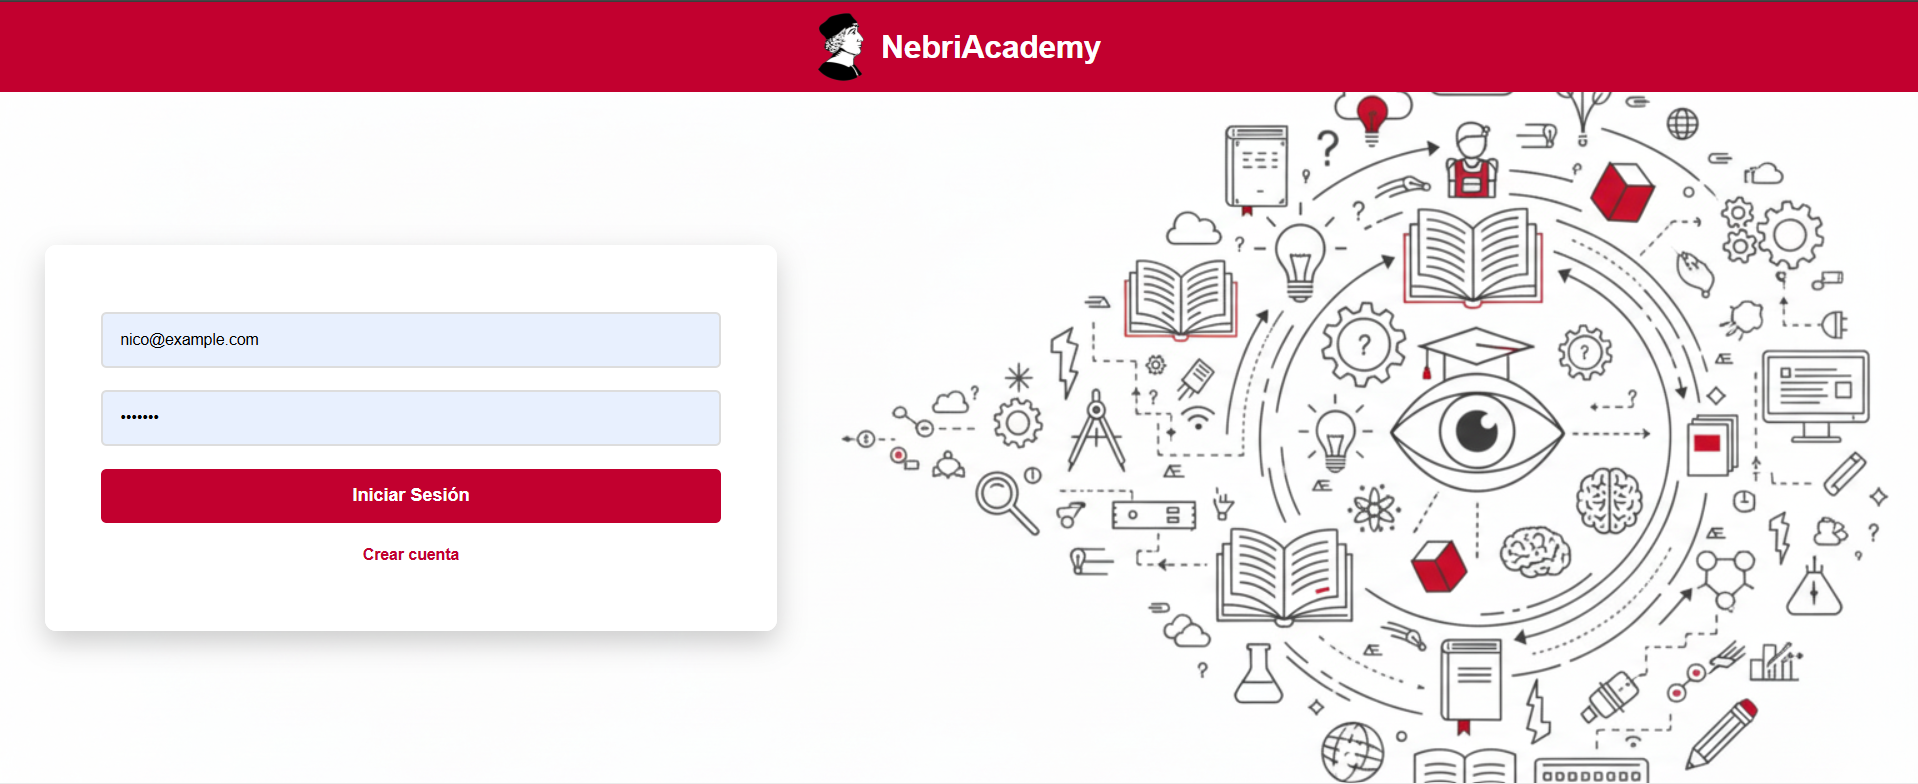 NebriAcademy
nico@example.com
•••••••
Iniciar Sesión
Crear cuenta